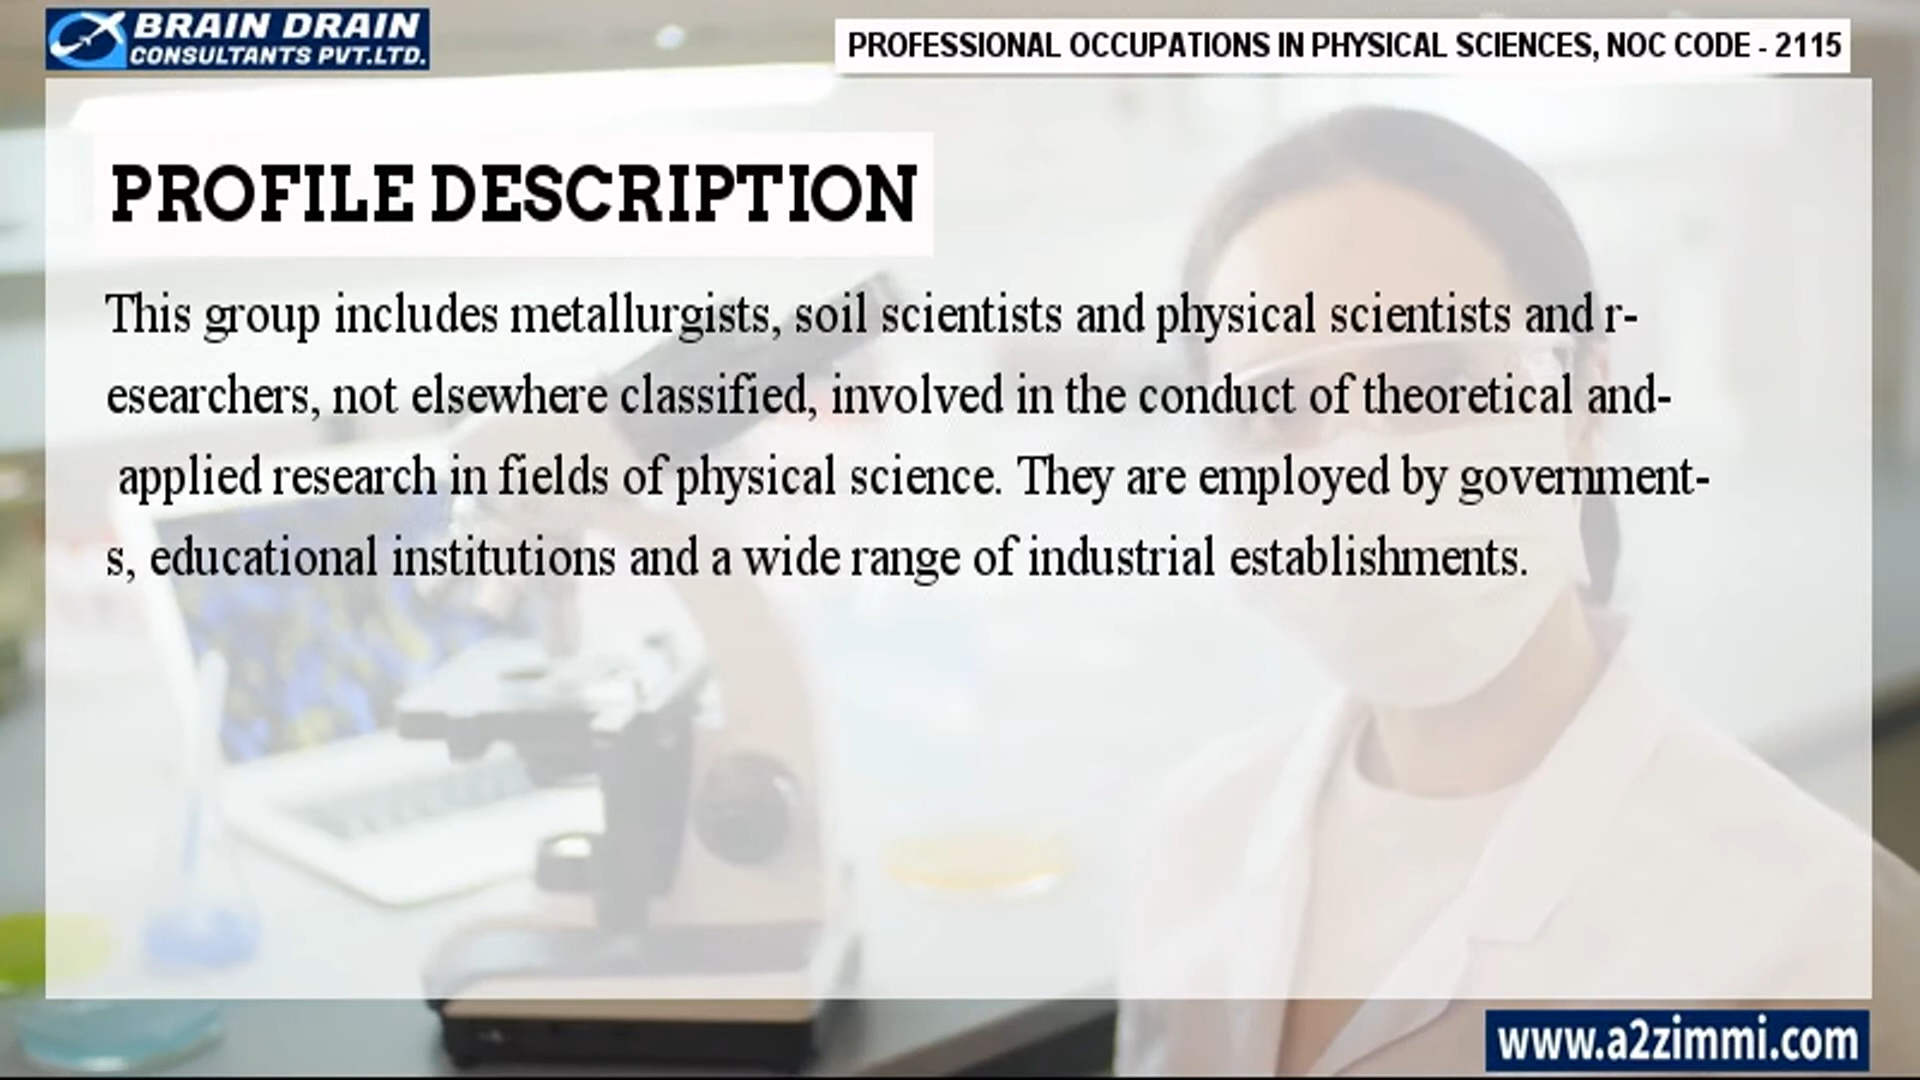 BRAIN DRAIN
CONSULTANTS PVT.LTD.
PROFESSIONAL OCCUPATIONS IN PHYSICAL SCIENCES, NOC CODE - 2115
PROFILE DESCRIPTION
This group includes metallurgists, soil scientists and physical scientists and r-
esearchers, not elsewhere classified, involved in the conduct of theoretical and-
applied research in fields of physical science. They are employed by government-
s, educational institutions and a wide range of industrial establishments.
www.a2zimmi.com